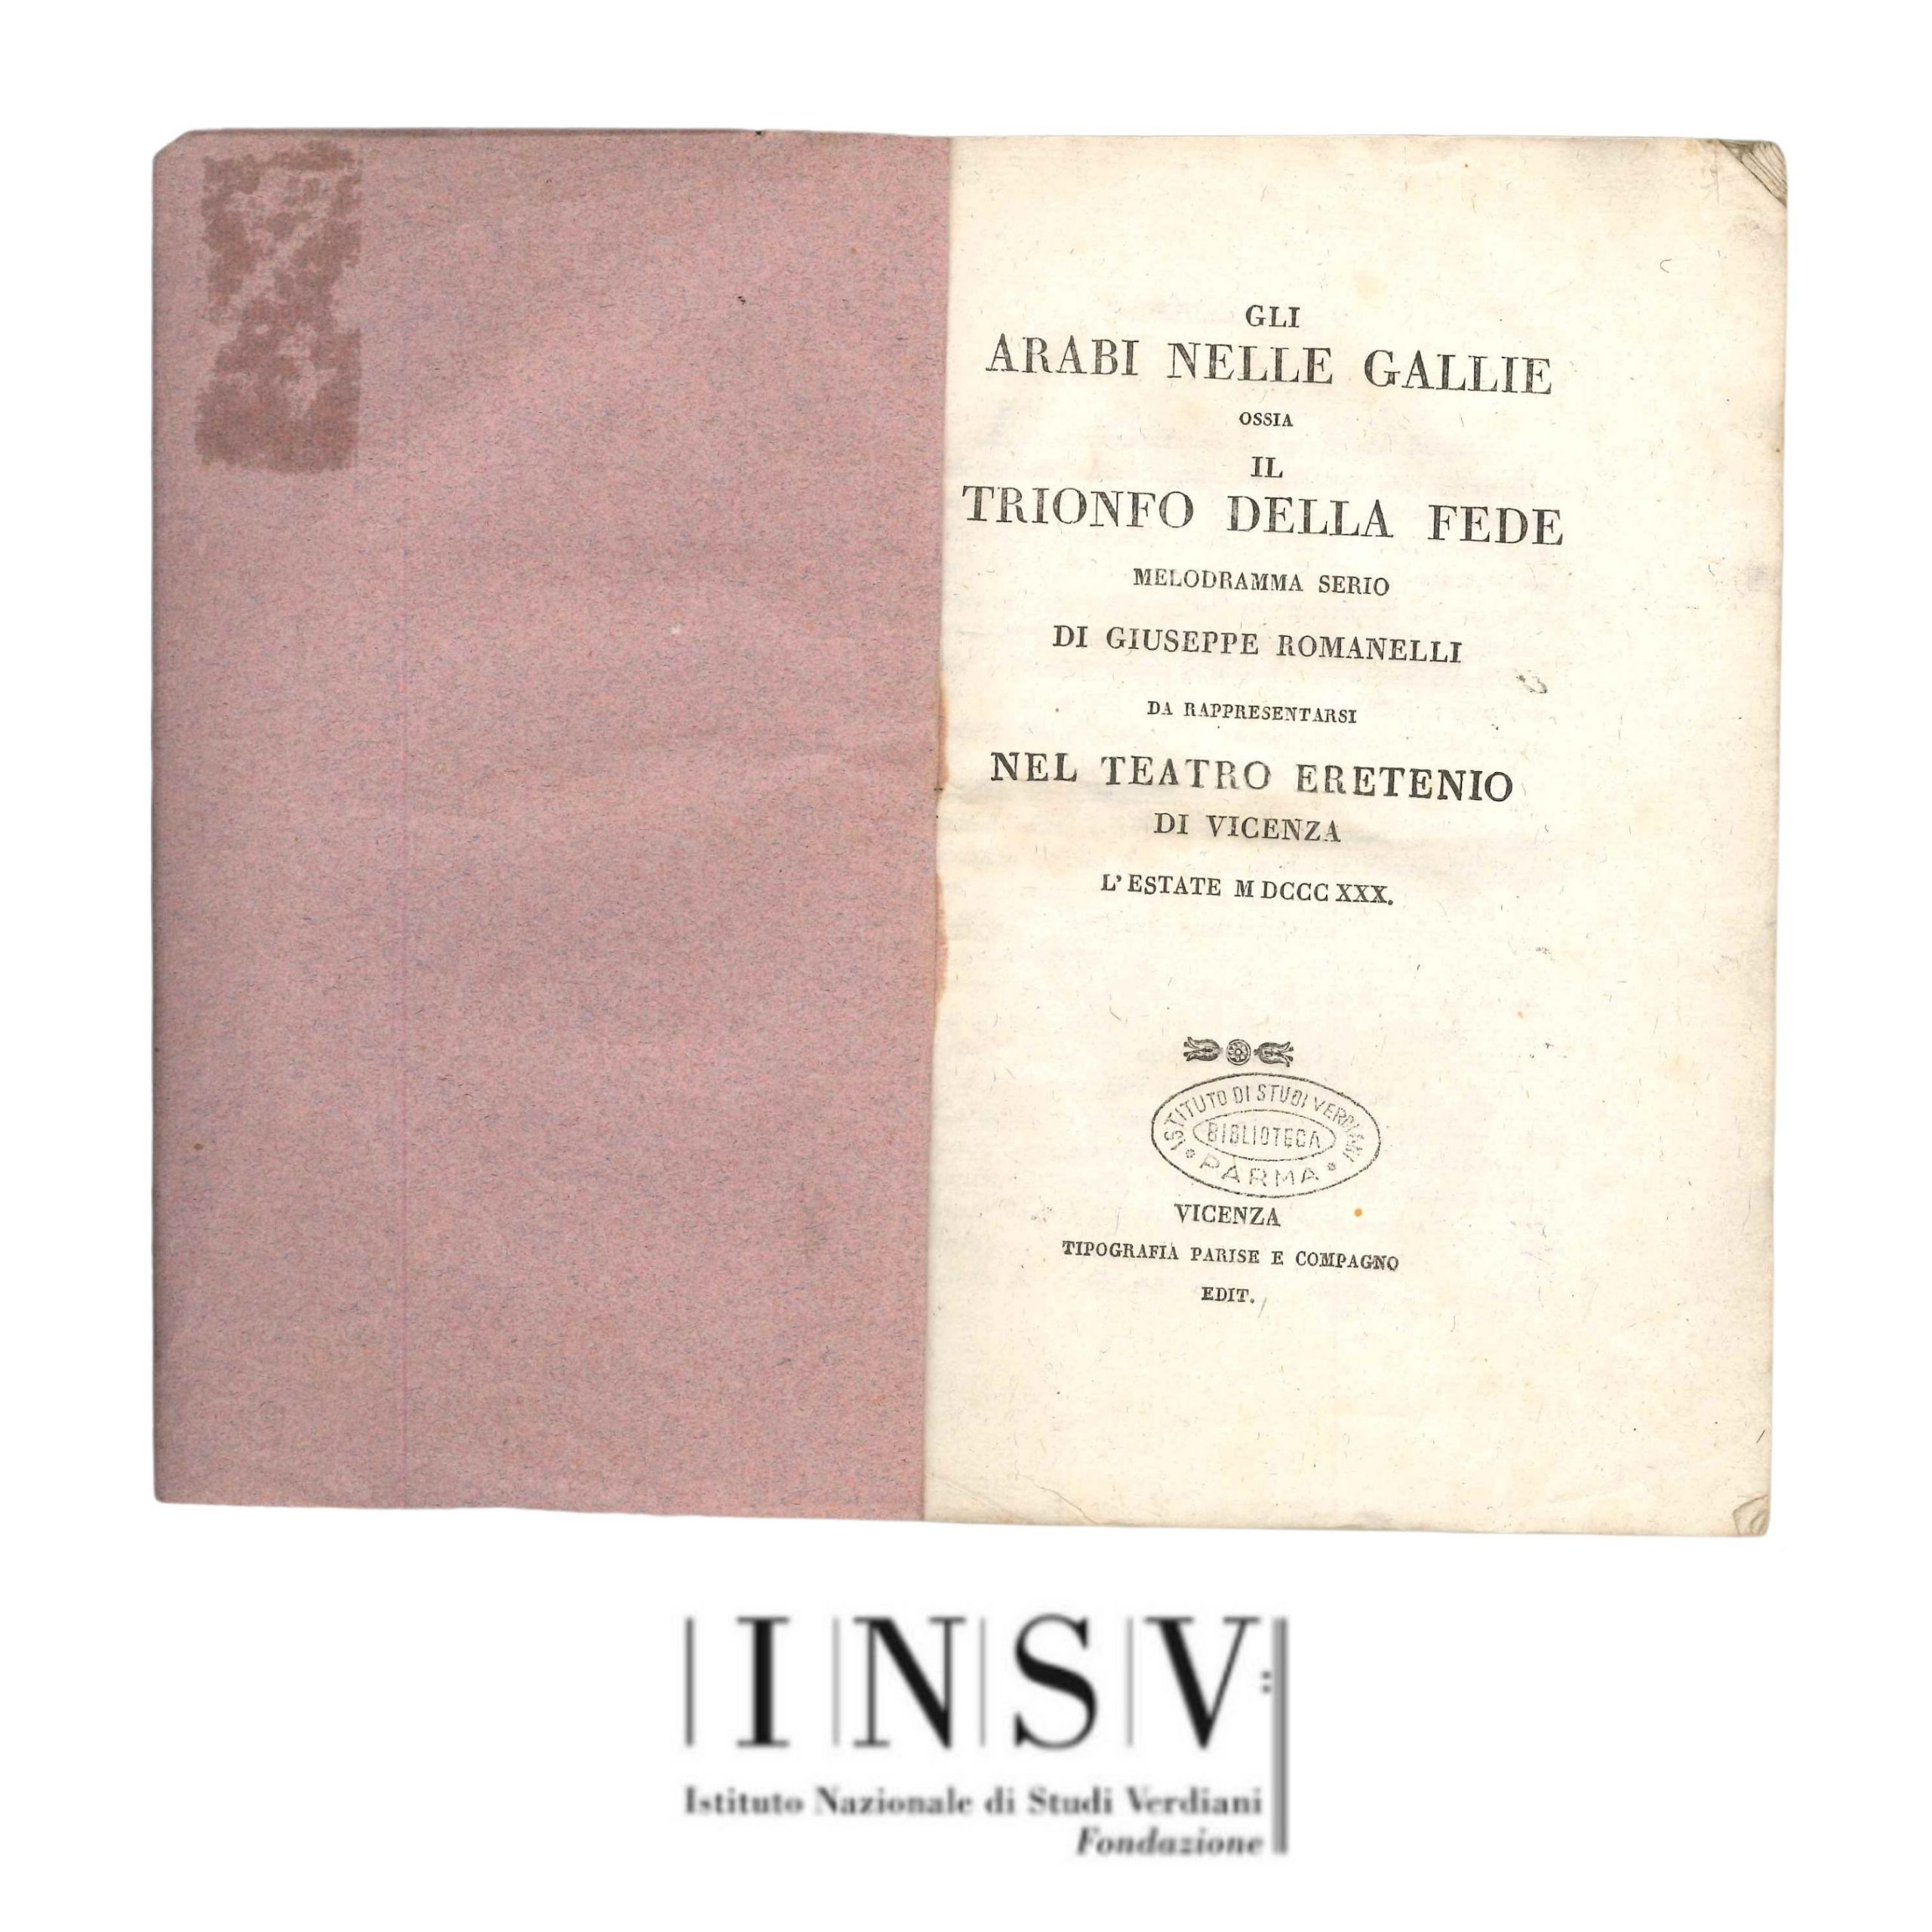 GLI
ARABI NELLE GALLIE
OSSIA
IL
TRIONFO DELLA FEDE
MELODRAMMA SERIO
DI GIUSEPPE ROMANELLI
DA RAPPRESENTARSI
NEL TEATRO ERETENIO
DI VICENZA
L'ESTATE M DCCC XXX.
ISTITUTO DI STUDI VERDIANI
BIBLIOTECA
PARMA
VICENZA
TIPOGRAFIA PARISE E COMPAGNO
EDIT.
INSV
Istituto Nazionale di Studi Verdiani
Fondazione